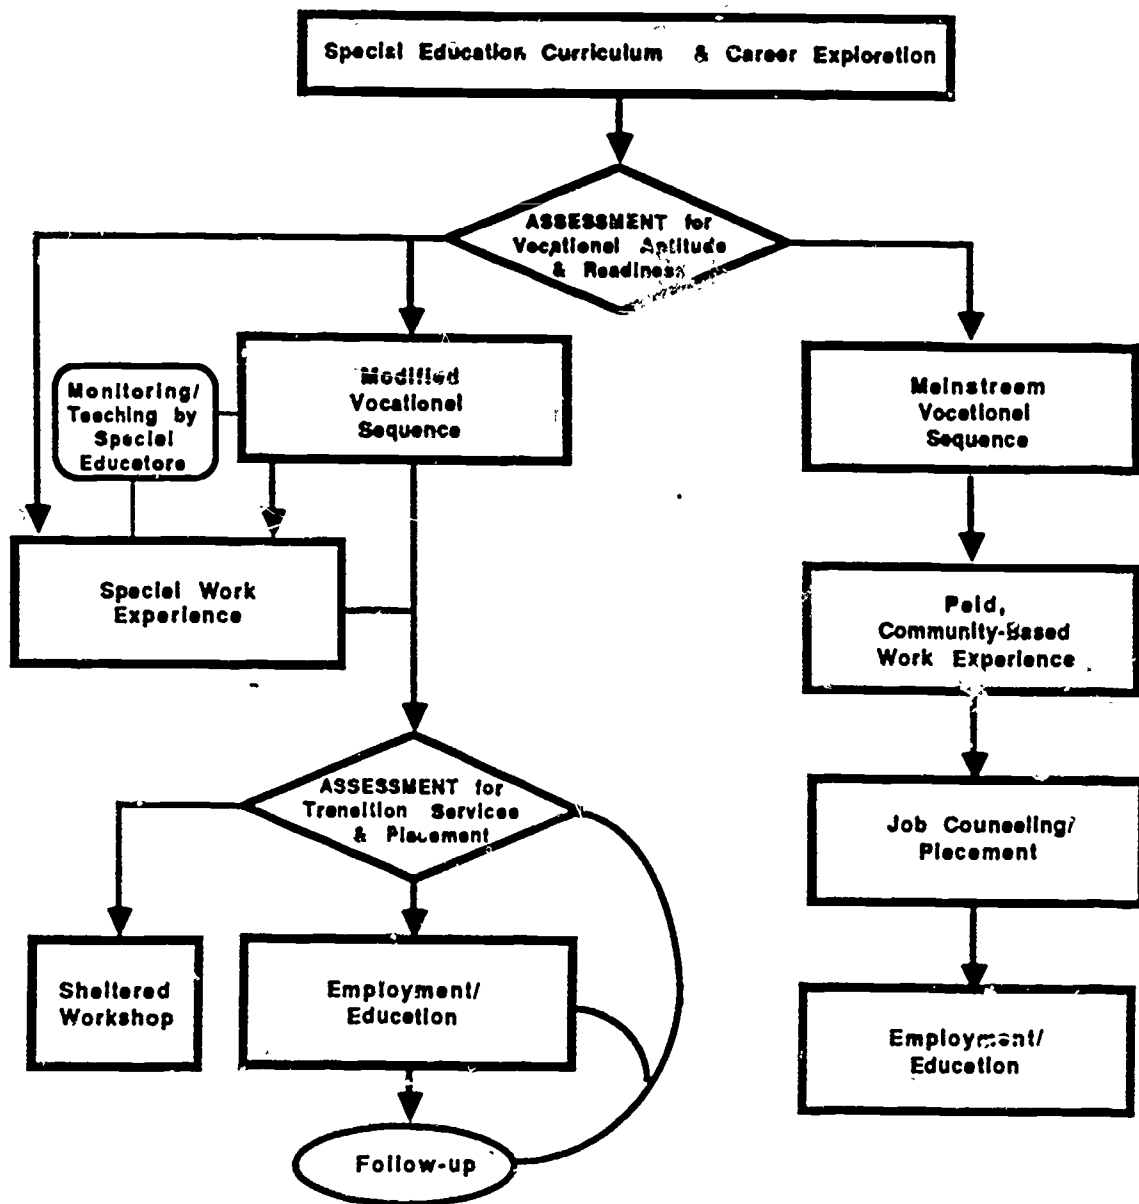 Special Education Curriculum & Career Exploration
ASSESSMENT for
Vocational Aptitude
& Readiness
Modified
Vocational
Sequence
Monitoring/
Teaching by
Special
Educators
Mainstream
Vocational
Sequence
Special Work
Experience
Paid,
Community-Based
Work Experience
ASSESSMENT for
Transition Services
& Placement
Job Counseling/
Placement
Sheltered
Workshop
Employment/
Education
Employment/
Education
Follow-up